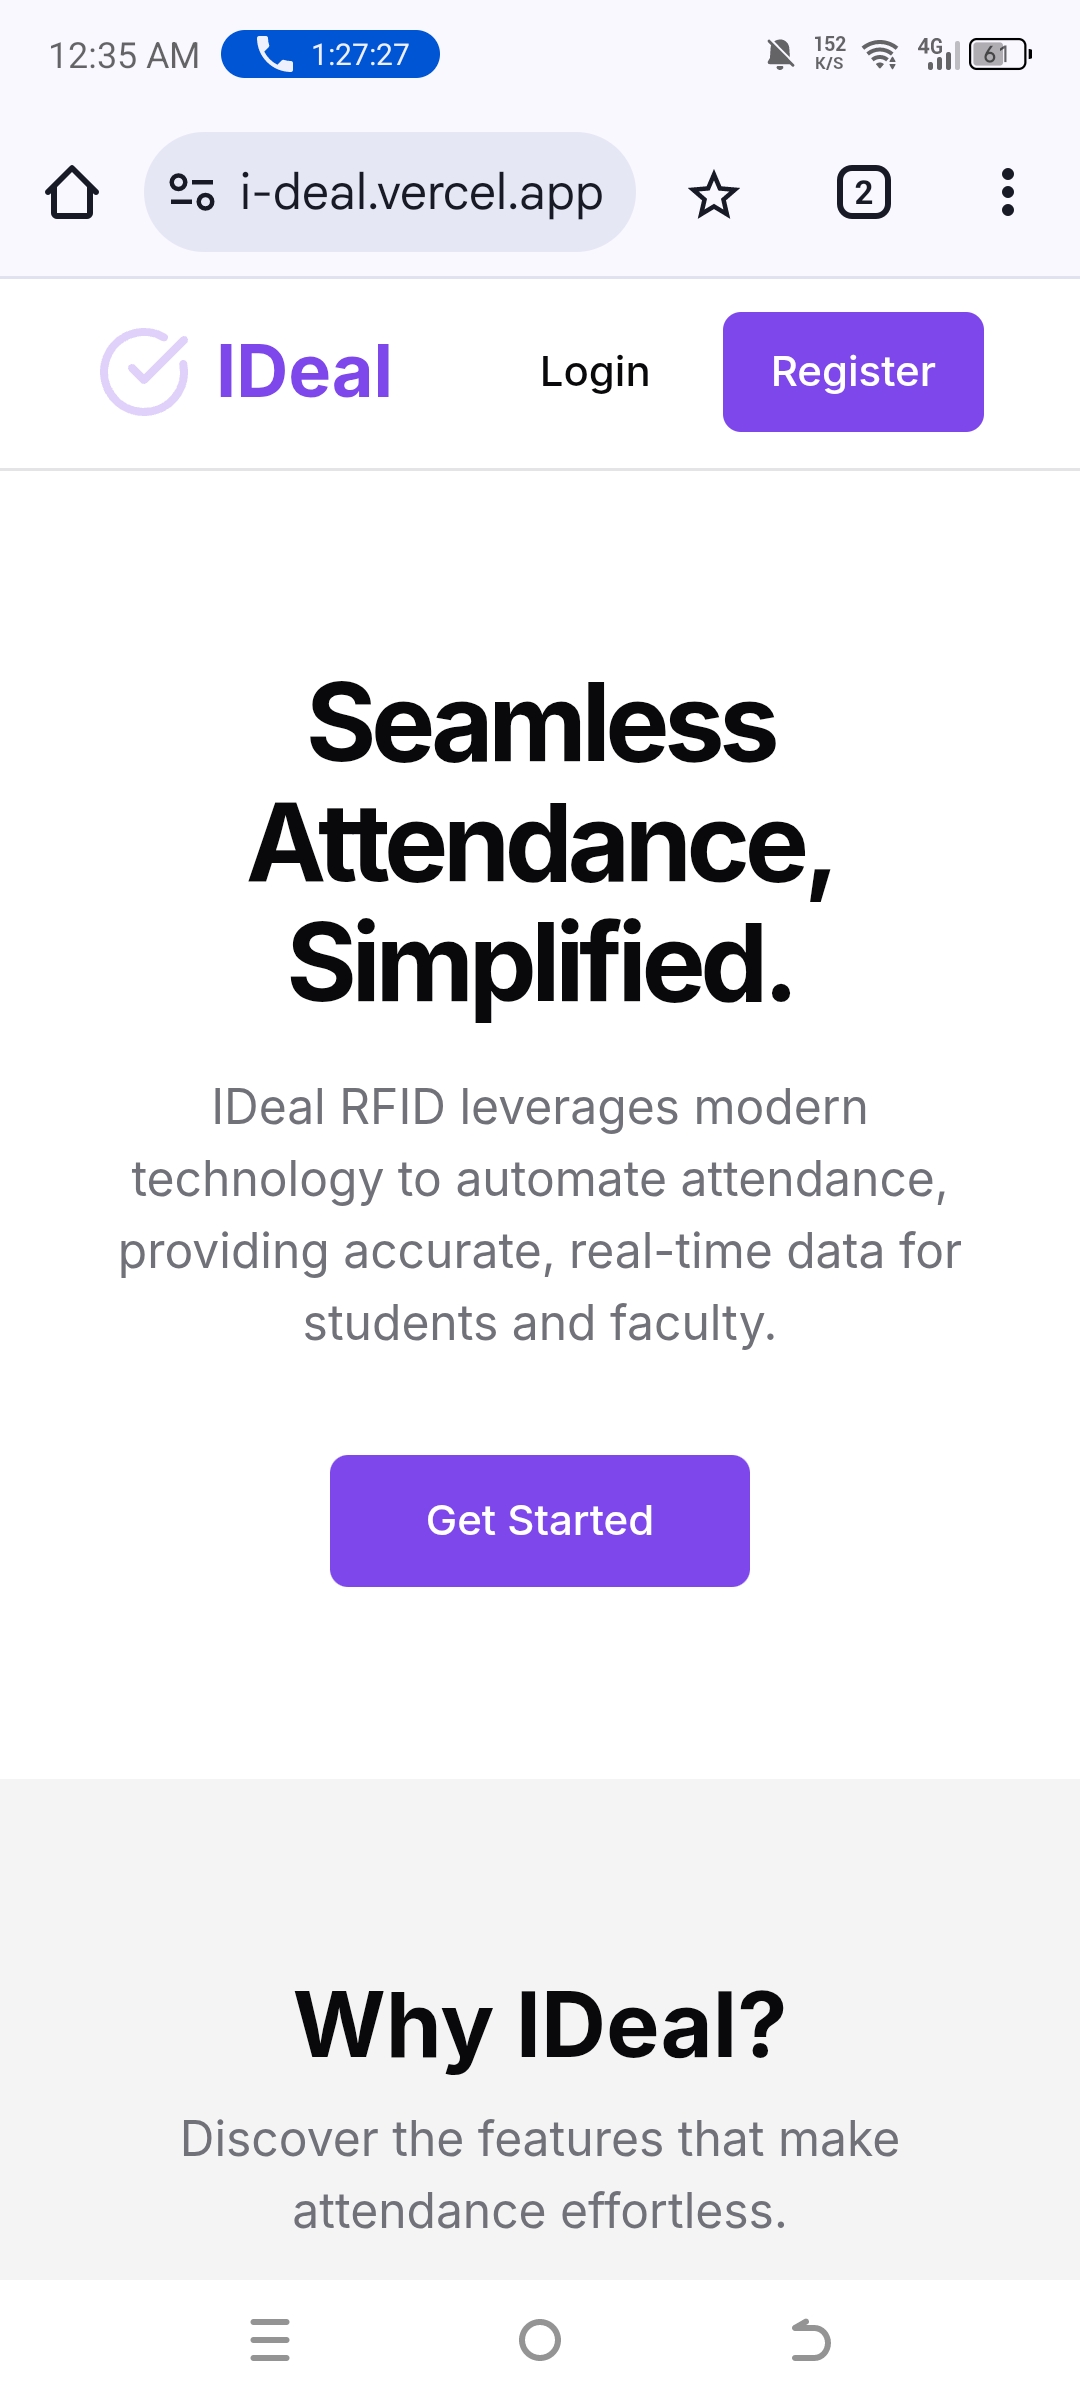 12:35 AM 1:27:27 152 K/S 4G 61
i-deal.vercel.app 2
IDeal Login Register
Seamless
Attendance,
Simplified.
IDeal RFID leverages modern
technology to automate attendance,
providing accurate, real-time data for
students and faculty.
Get Started
Why IDeal?
Discover the features that make
attendance effortless.